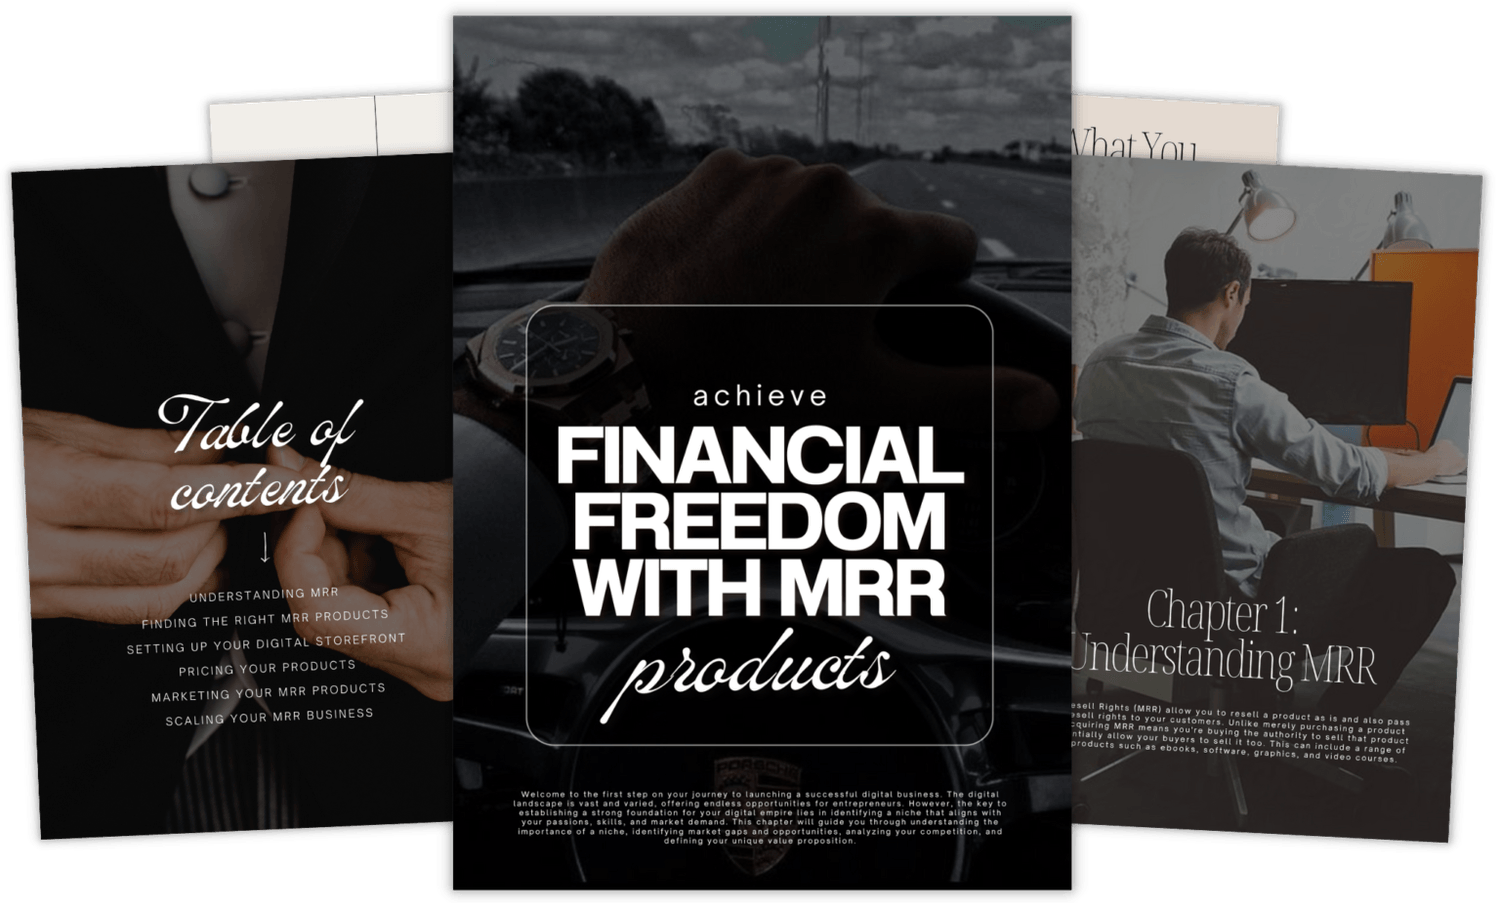 What You
Table of
contents
↓
UNDERSTANDING MRR
FINDING THE RIGHT MRR PRODUCTS
SETTING UP YOUR DIGITAL STOREFRONT
PRICING YOUR PRODUCTS
MARKETING YOUR MRR PRODUCTS
SCALING YOUR MRR BUSINESS
achieve
FINANCIAL
FREEDOM
WITH MRR
products
PORSCHE
Welcome to the first step on your journey to launching a successful digital business. The digital
landscape is vast and varied, offering endless opportunities for entrepreneurs. However, the key to
establishing a strong foundation for your digital empire lies in identifying a niche that aligns with
your passions, skills, and market demand. This chapter will guide you through understanding the
importance of a niche, identifying market gaps and opportunities, analyzing your competition, and
defining your unique value proposition.
Chapter 1:
Understanding MRR
Rights (MRR) allow you to resell a product as is and also pass
rights to your customers. Unlike merely purchasing a product
MRR means you're buying the authority to sell that product
allow your buyers to sell it too. This can include a range of
products such as ebooks, software, graphics, and video courses.